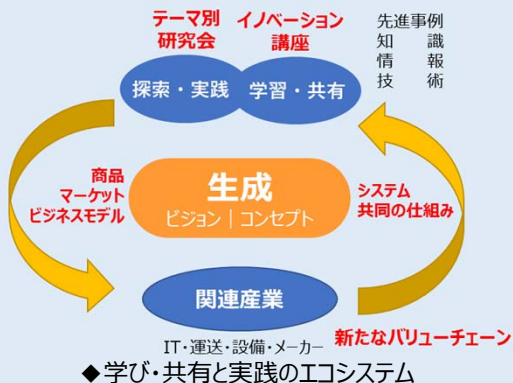 テーマ別
研究会
イノベーション
講座
先進事例
知識
情報
技術
探索・実践
学習・共有
商品
マーケット
ビジネスモデル
生成
ビジョン｜コンセプト
システム
共同の仕組み
関連産業
IT・運送・設備・メーカー
新たなバリューチェーン
◆学び・共有と実践のエコシステム